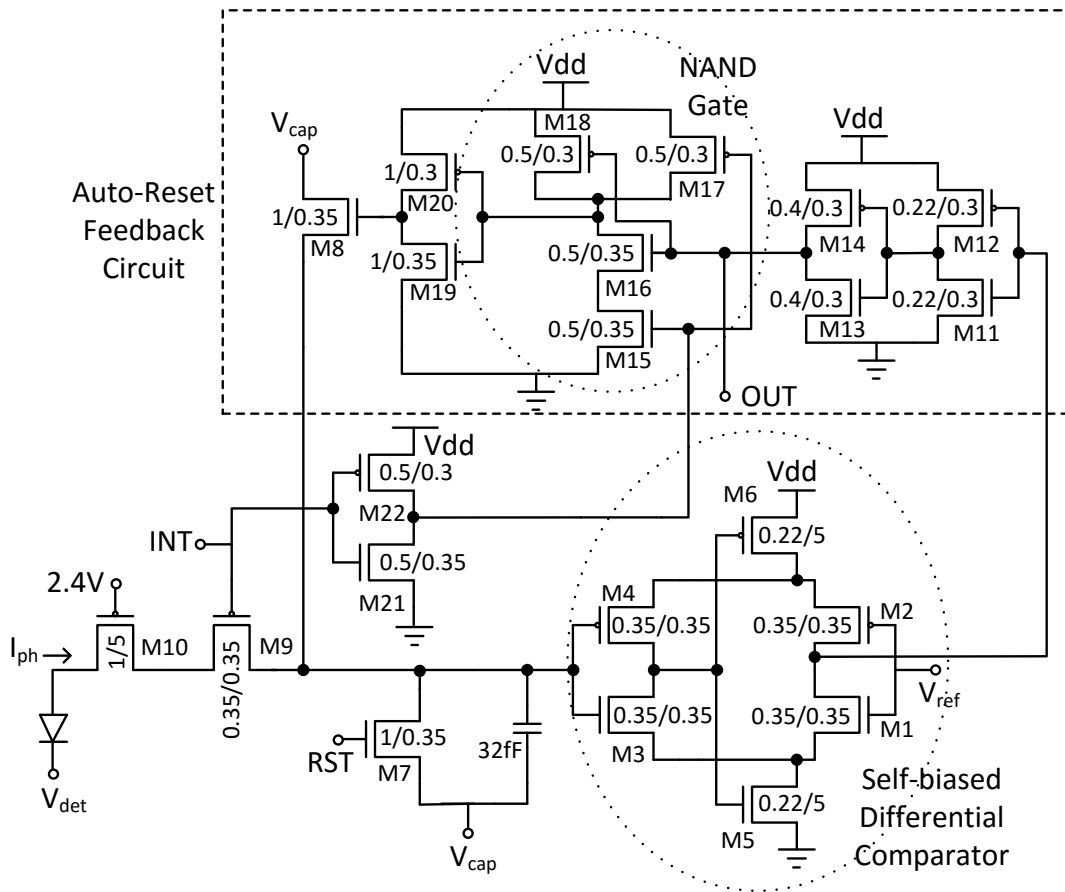 Vdd
NAND
Gate
M18
V_cap
Vdd
0.5/0.3
0.5/0.3
M17
Auto-Reset
Feedback
Circuit
1/0.3
M20
1/0.35
M8
0.4/0.3
M14
0.22/0.3
M12
1/0.35
M19
0.5/0.35
M16
0.4/0.3
M13
0.22/0.3
M11
0.5/0.35
M15
OUT
Vdd
0.5/0.3
M22
INT
0.5/0.35
M21
Vdd
M6
0.22/5
2.4V
M4
M2
I_ph
1/5
M10
0.35/0.35
M9
0.35/0.35
0.35/0.35
V_ref
0.35/0.35
M3
0.35/0.35
M1
RST
1/0.35
M7
32fF
V_det
V_cap
0.22/5
M5
Self-biased
Differential
Comparator